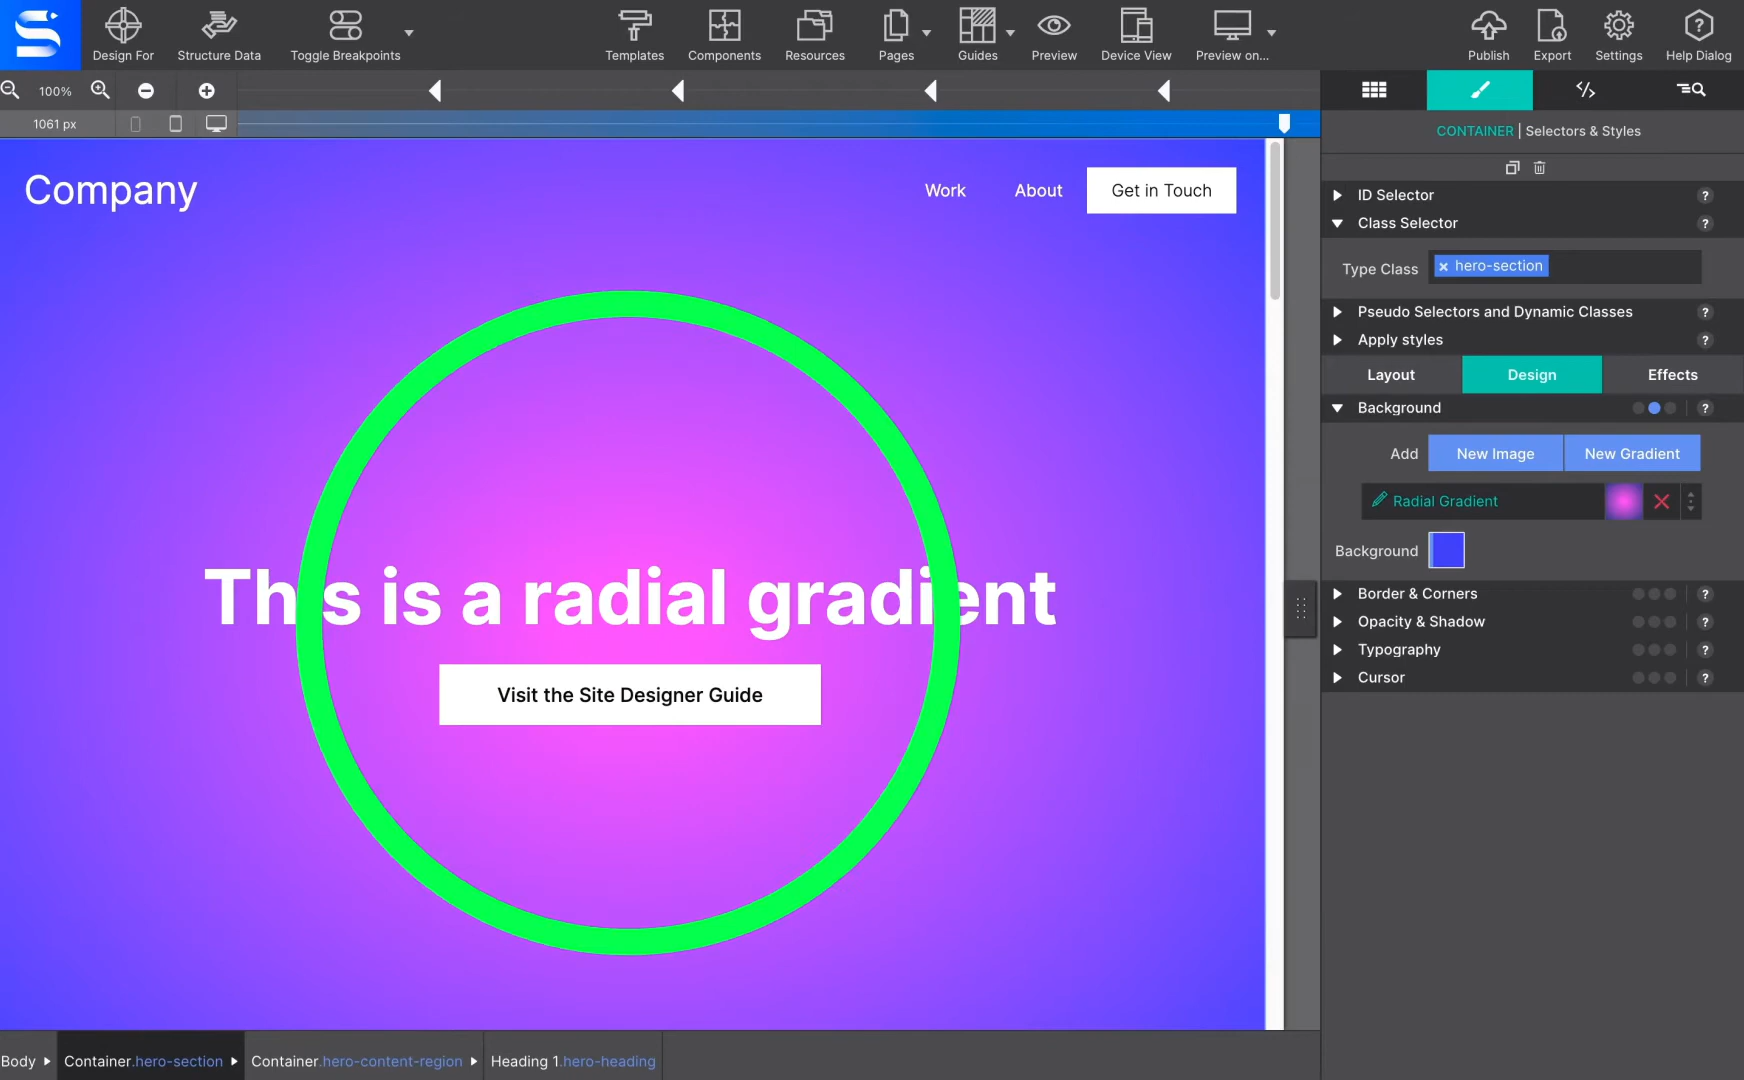 Design For
Structure Data
Toggle Breakpoints
Templates
Components
Resources
Pages
Guides
Preview
Device View
Preview on...
Publish
Export
Settings
Help Dialog
100%
1061 px
CONTAINER | Selectors & Styles
Company
Work
About
Get in Touch
ID Selector ?
Class Selector ?
Type Class × hero-section
Pseudo Selectors and Dynamic Classes ?
Apply styles ?
Layout
Design
Effects
Background ?
Add New Image New Gradient
Radial Gradient
Background
Border & Corners ?
Opacity & Shadow ?
Typography ?
Cursor ?
This is a radial gradient
Visit the Site Designer Guide
Body
Container.hero-section
Container.hero-content-region
Heading 1.hero-heading